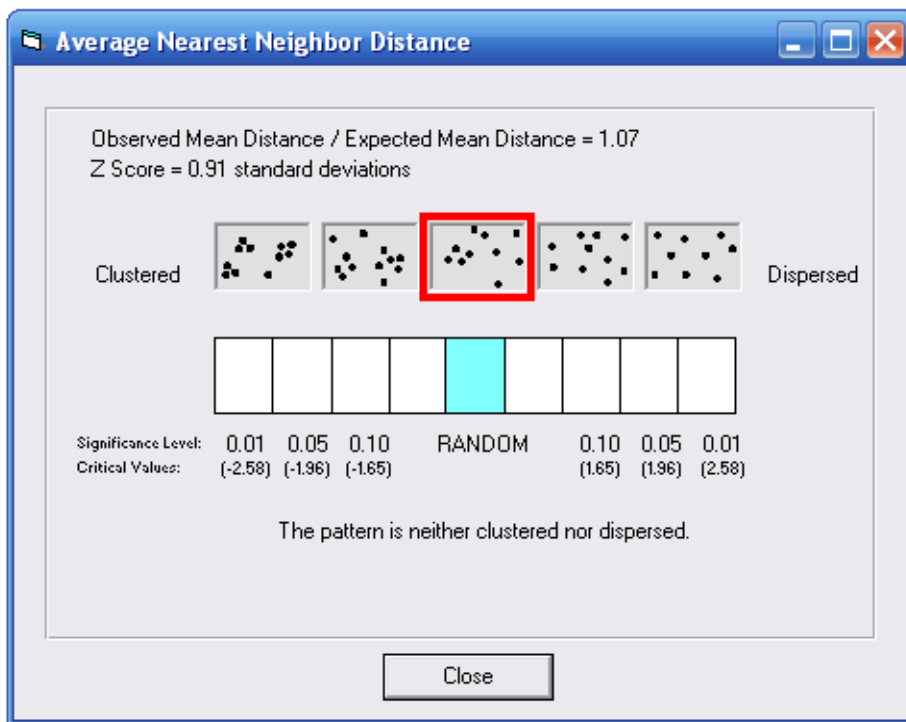 Average Nearest Neighbor Distance
Observed Mean Distance / Expected Mean Distance = 1.07
Z Score = 0.91 standard deviations
Clustered Dispersed
Significance Level: 0.01 0.05 0.10 RANDOM 0.10 0.05 0.01
Critical Values: (-2.58) (-1.96) (-1.65) (1.65) (1.96) (2.58)
The pattern is neither clustered nor dispersed.
Close